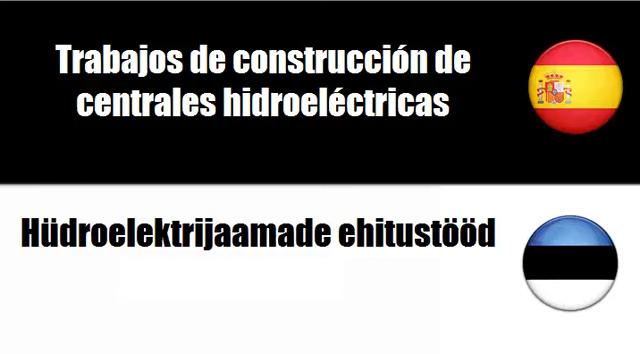 Trabajos de construcción de
centrales hidroeléctricas
Hüdroelektrijaamade ehitustööd